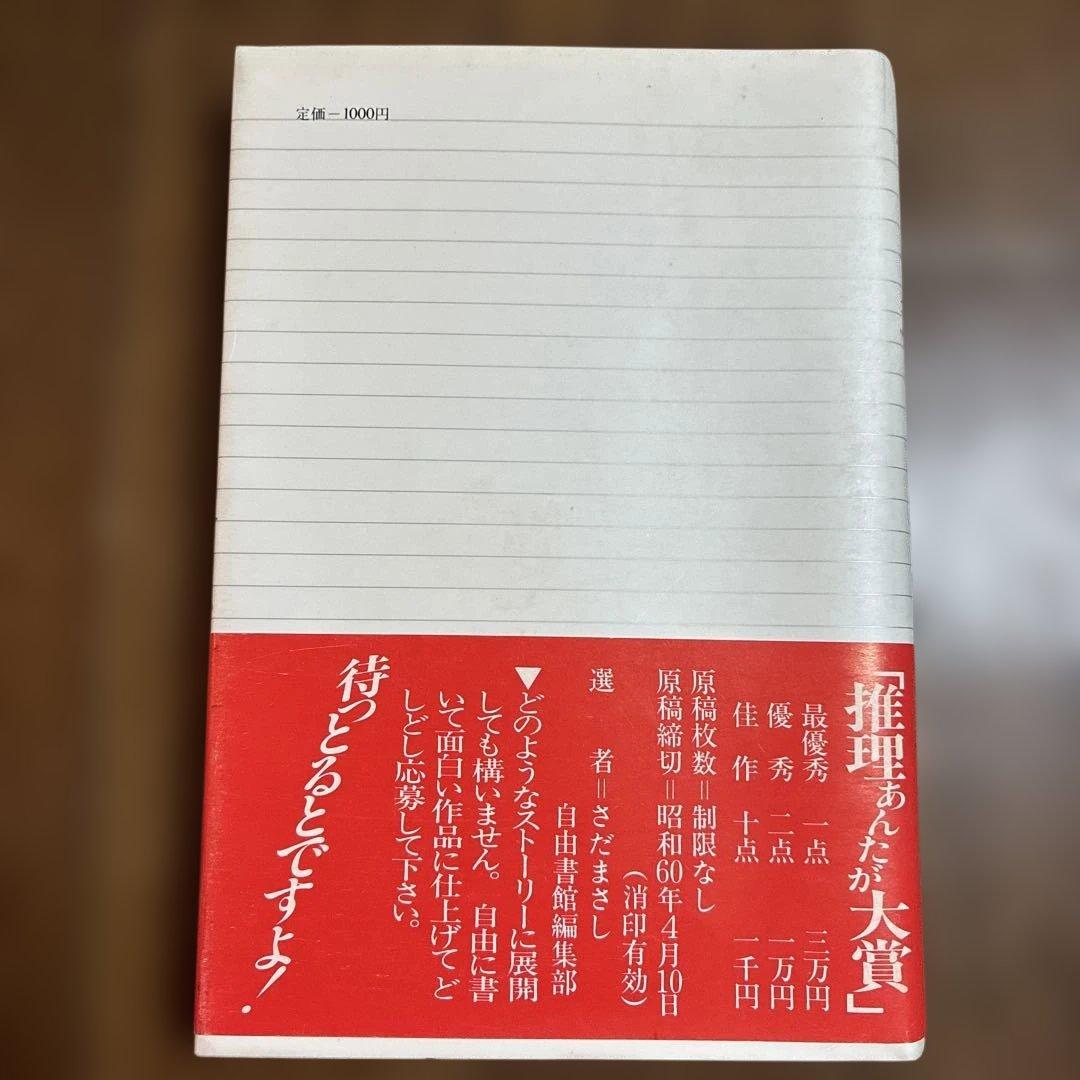 定価－1000円
「推理あんたが大賞」
最優秀 一点 三万円
優秀 二点 一万円
佳作 十点 一千円
原稿枚数＝制限なし
原稿締切＝昭和60年4月10日
（消印有効）
選者＝さだまさし
自由書館編集部
▼どのようなストーリーに展開
しても構いません。自由に書
いて面白い作品に仕上げてど
しどし応募して下さい。
待っとるとですよ！